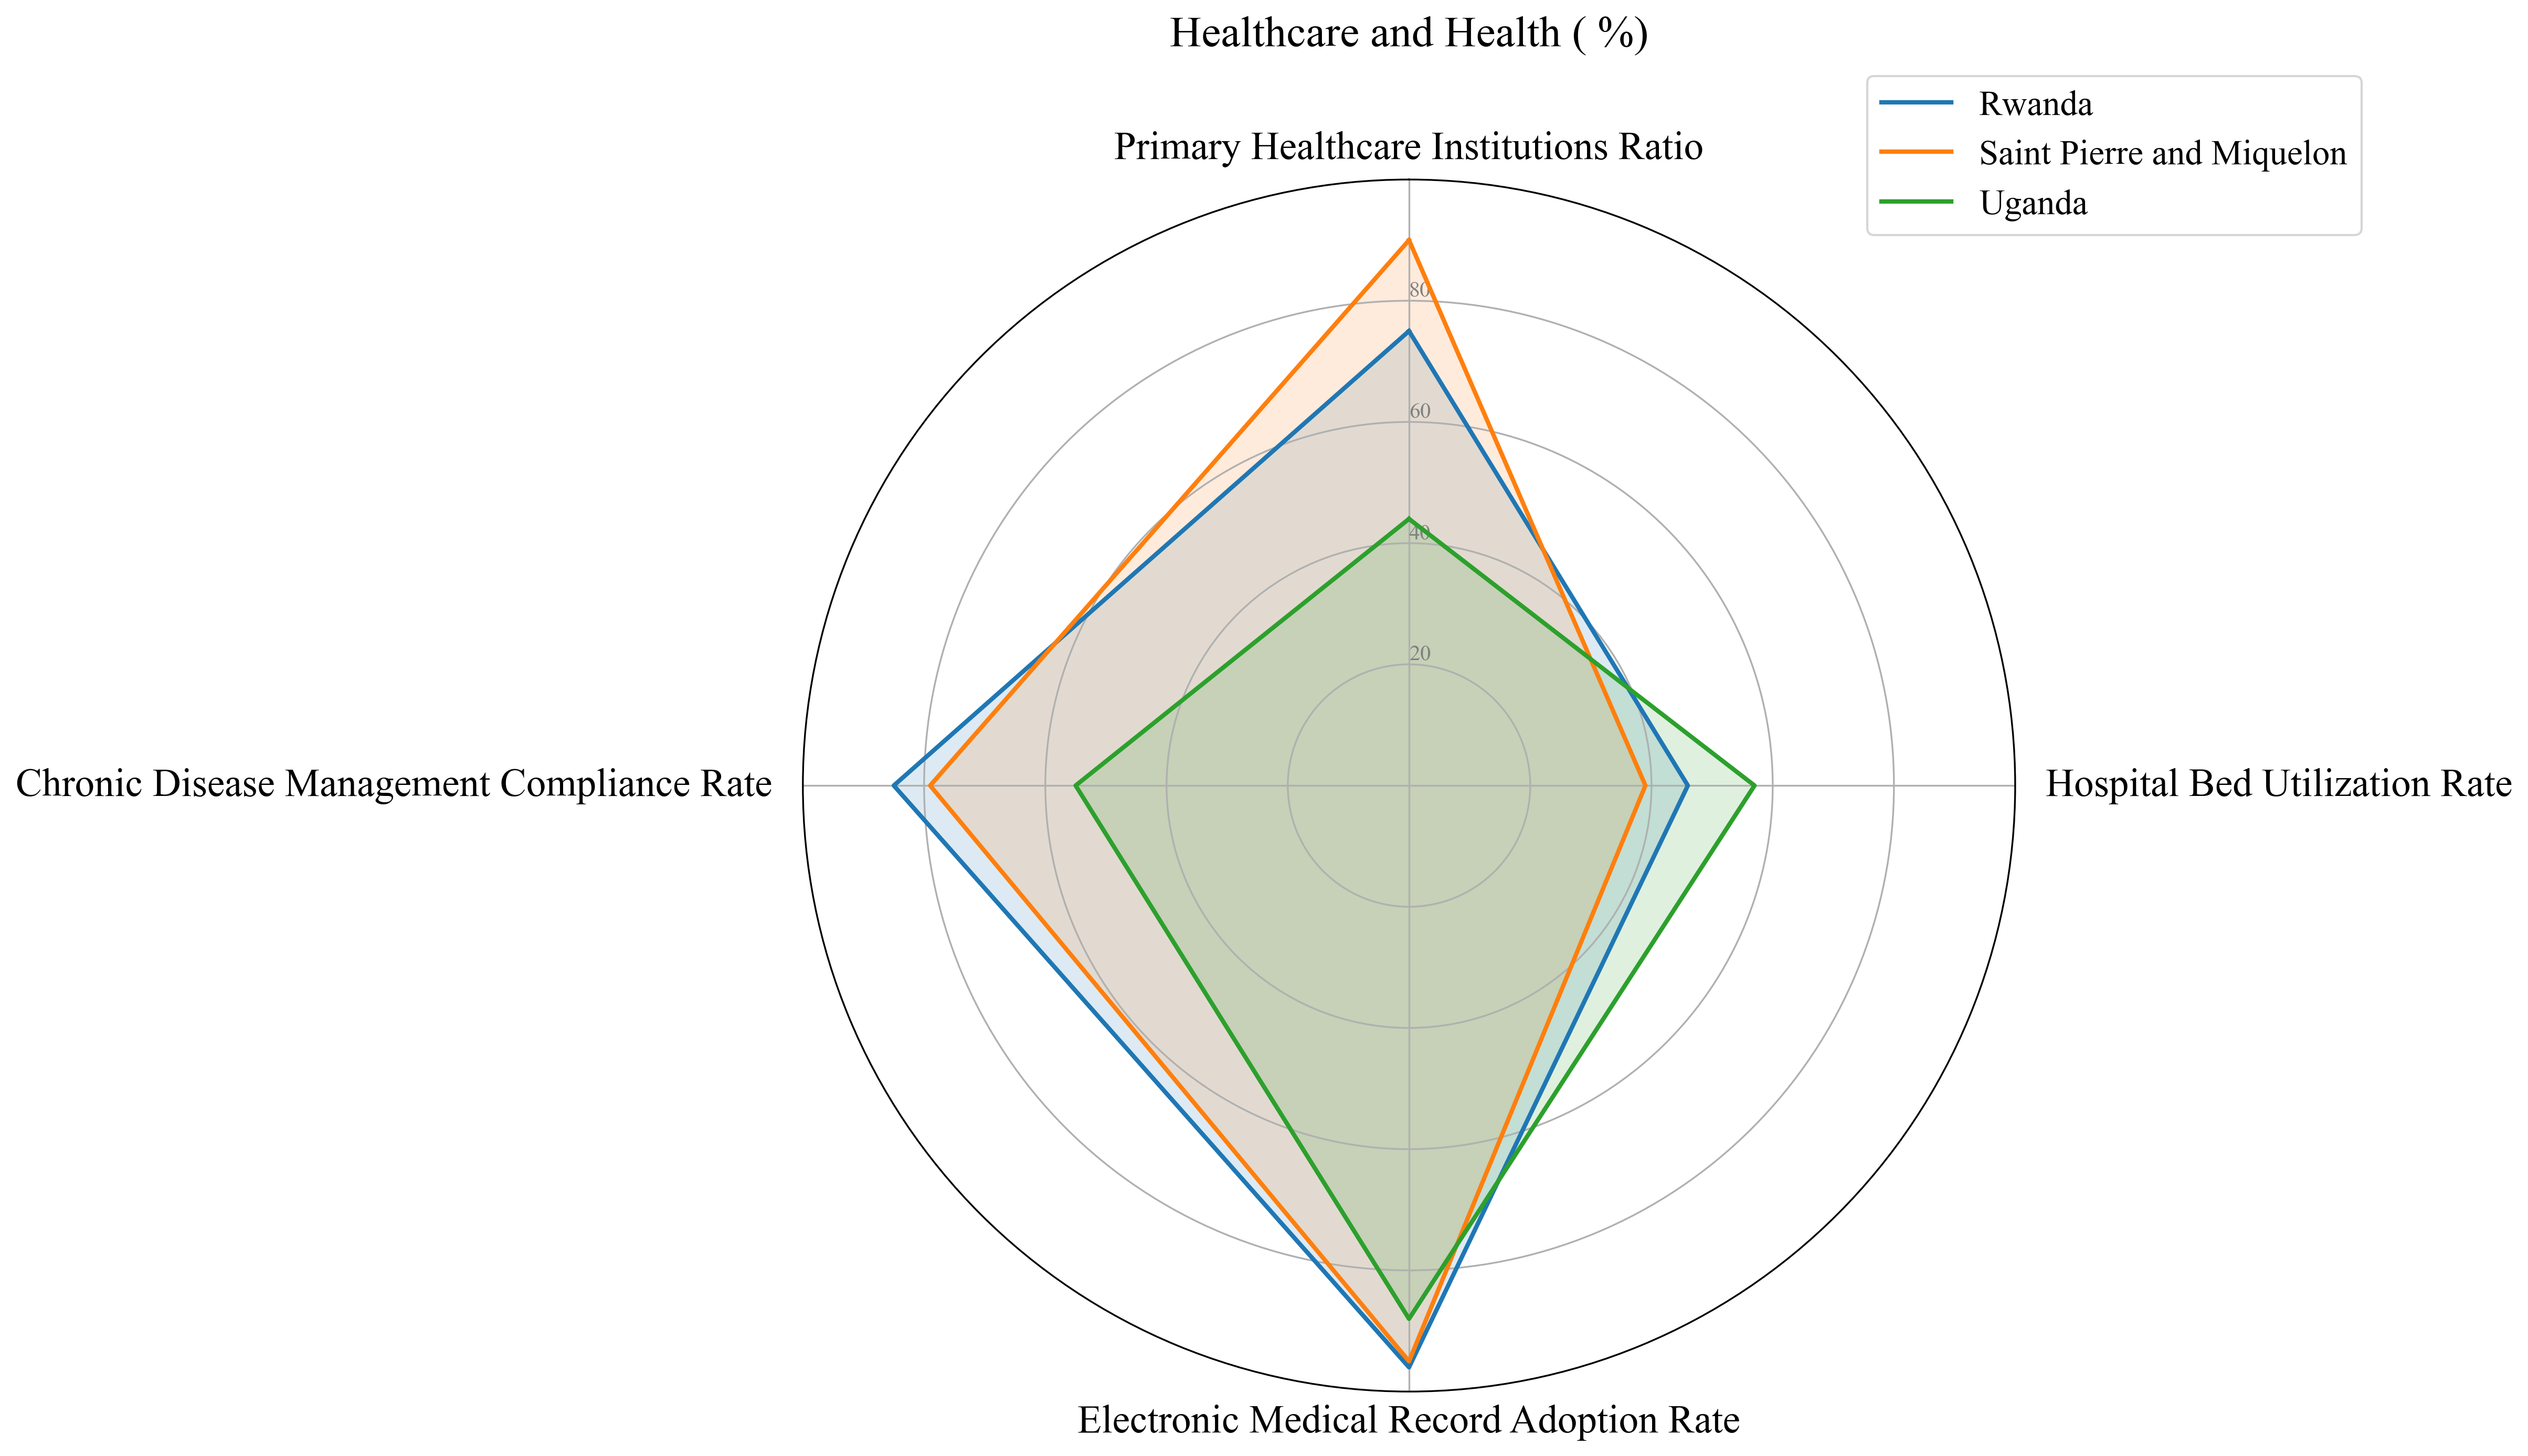 Healthcare and Health ( %)
Rwanda
Saint Pierre and Miquelon
Uganda
Primary Healthcare Institutions Ratio
80
60
40
20
Chronic Disease Management Compliance Rate
Hospital Bed Utilization Rate
Electronic Medical Record Adoption Rate